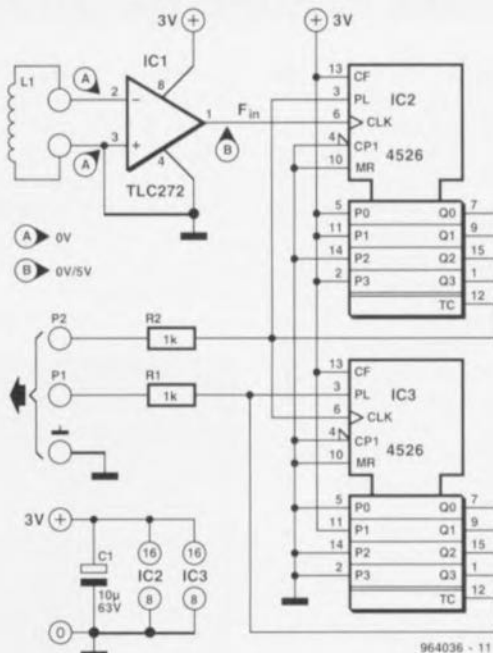 3V
3V
IC1
L1
A
2
8
1
Fin
A
3
4
B
TLC272
A 0V
B 0V/5V
13 CF
3 PL
6 CLK
4 CP1
10 MR
IC2
4526
5 P0 Q0 7
11 P1 Q1 9
14 P2 Q2 15
2 P3 Q3 1
TC 12
P2
R2
1k
P1
R1
1k
13 CF
3 PL
6 CLK
4 CP1
10 MR
IC3
4526
5 P0 Q0 7
11 P1 Q1 9
14 P2 Q2 15
2 P3 Q3 1
TC 12
3V
C1
10µ
63V
16 16
IC2 IC3
8 8
0
964036 - 11